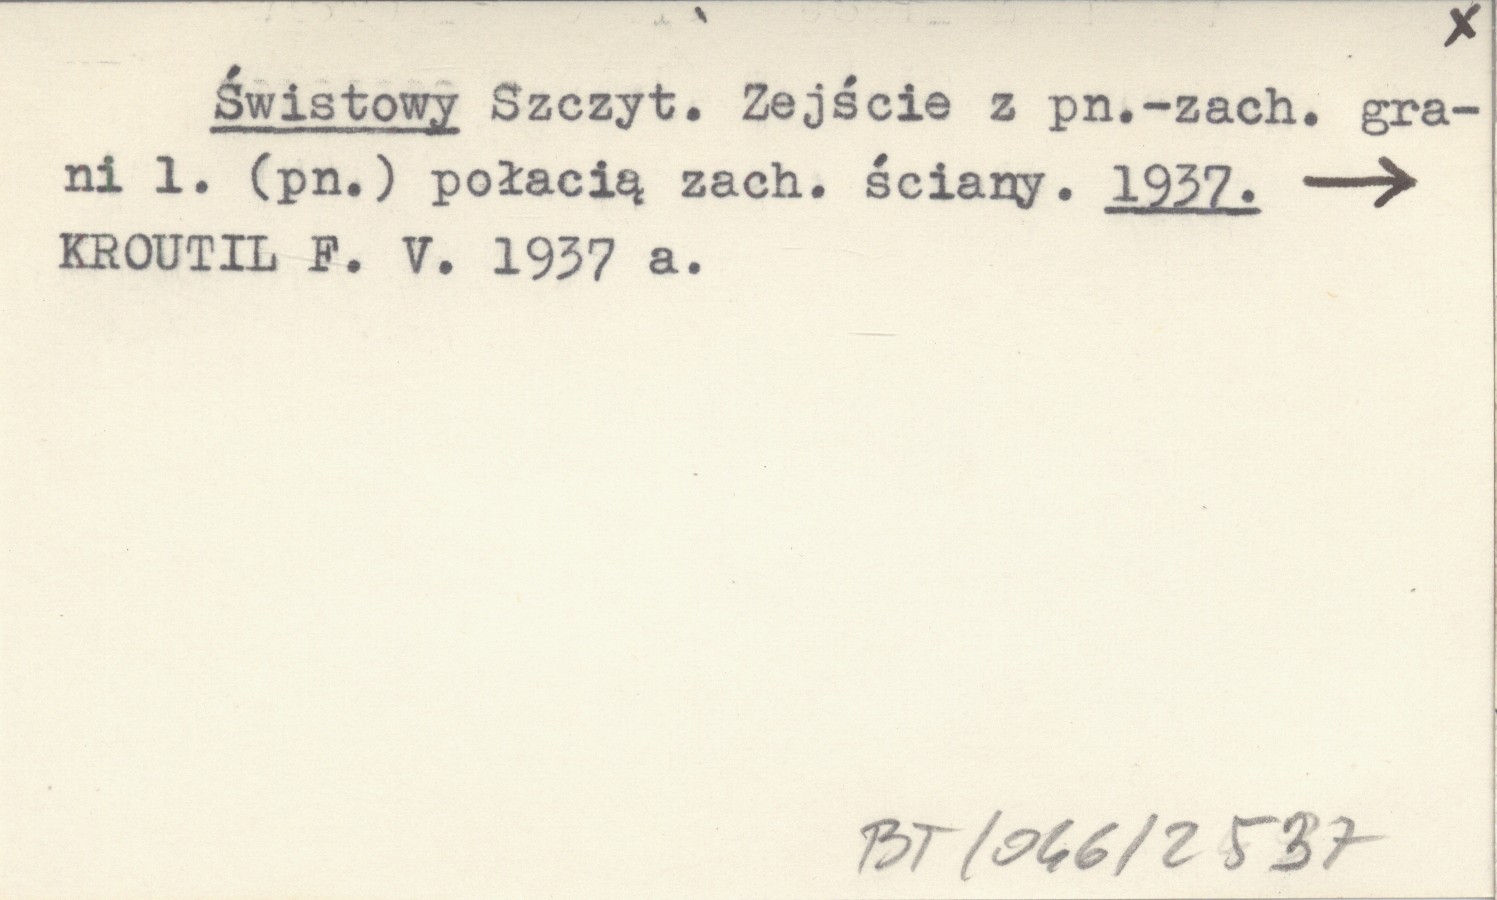 x
Świstowy Szczyt. Zejście z pn.-zach. gra-
ni l. (pn.) połacią zach. ściany. 1937. →
KROUTIL F. V. 1937 a.
BT/046/2537